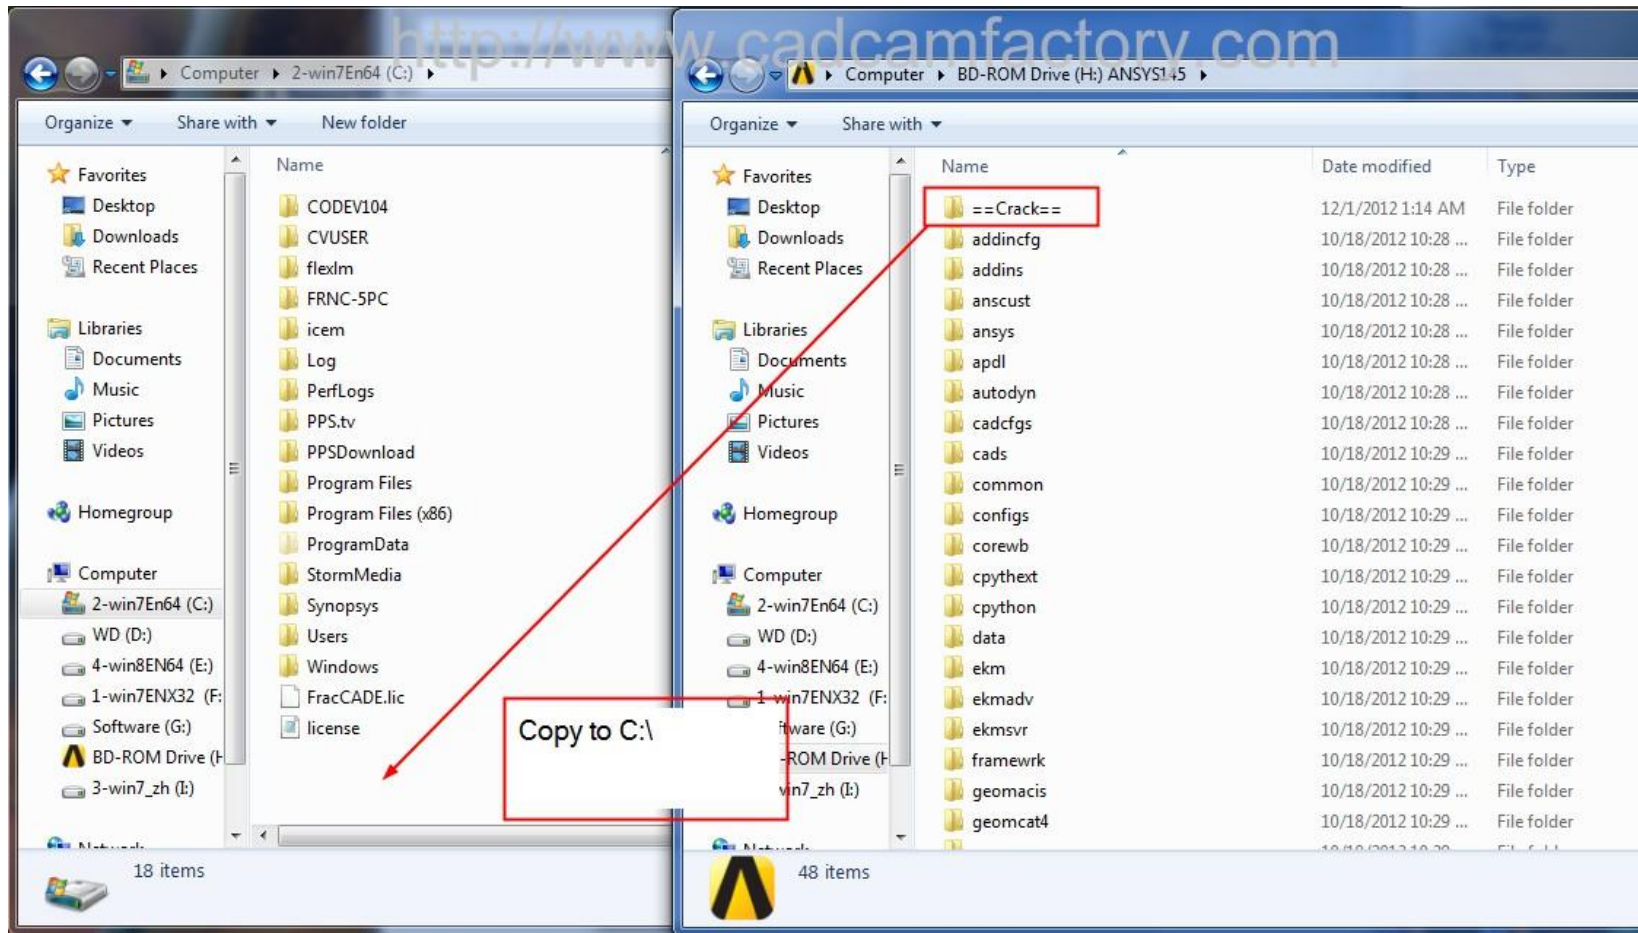 http://www.cadcamfactory.com
Computer ▸ 2-win7En64 (C:) ▸
Organize Share with New folder
Favorites
Desktop
Downloads
Recent Places
Libraries
Documents
Music
Pictures
Videos
Homegroup
Computer
2-win7En64 (C:)
WD (D:)
4-win8EN64 (E:)
1-win7ENX32 (F:
Software (G:)
BD-ROM Drive (H
3-win7_zh (I:)
Name
CODEV104
CVUSER
flexlm
FRNC-5PC
icem
Log
PerfLogs
PPS.tv
PPSDownload
Program Files
Program Files (x86)
ProgramData
StormMedia
Synopsys
Users
Windows
FracCADE.lic
license
18 items
Copy to C:\
Computer ▸ BD-ROM Drive (H:) ANSYS145 ▸
Organize Share with
Favorites
Desktop
Downloads
Recent Places
Libraries
Documents
Music
Pictures
Videos
Homegroup
Computer
2-win7En64 (C:)
WD (D:)
4-win8EN64 (E:)
1-win7ENX32 (F:
ftware (G:)
-ROM Drive (H
win7_zh (I:)
Name Date modified Type
==Crack== 12/1/2012 1:14 AM File folder
addincfg 10/18/2012 10:28 ... File folder
addins 10/18/2012 10:28 ... File folder
anscust 10/18/2012 10:28 ... File folder
ansys 10/18/2012 10:28 ... File folder
apdl 10/18/2012 10:28 ... File folder
autodyn 10/18/2012 10:28 ... File folder
cadcfgs 10/18/2012 10:28 ... File folder
cads 10/18/2012 10:29 ... File folder
common 10/18/2012 10:29 ... File folder
configs 10/18/2012 10:29 ... File folder
corewb 10/18/2012 10:29 ... File folder
cpythext 10/18/2012 10:29 ... File folder
cpython 10/18/2012 10:29 ... File folder
data 10/18/2012 10:29 ... File folder
ekm 10/18/2012 10:29 ... File folder
ekmadv 10/18/2012 10:29 ... File folder
ekmsvr 10/18/2012 10:29 ... File folder
framewrk 10/18/2012 10:29 ... File folder
geomacis 10/18/2012 10:29 ... File folder
geomcat4 10/18/2012 10:29 ... File folder
48 items